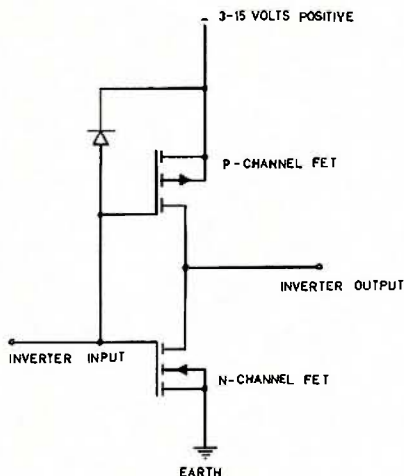 3-15 VOLTS POSITIVE
P-CHANNEL FET
INVERTER OUTPUT
INVERTER INPUT
N-CHANNEL FET
EARTH